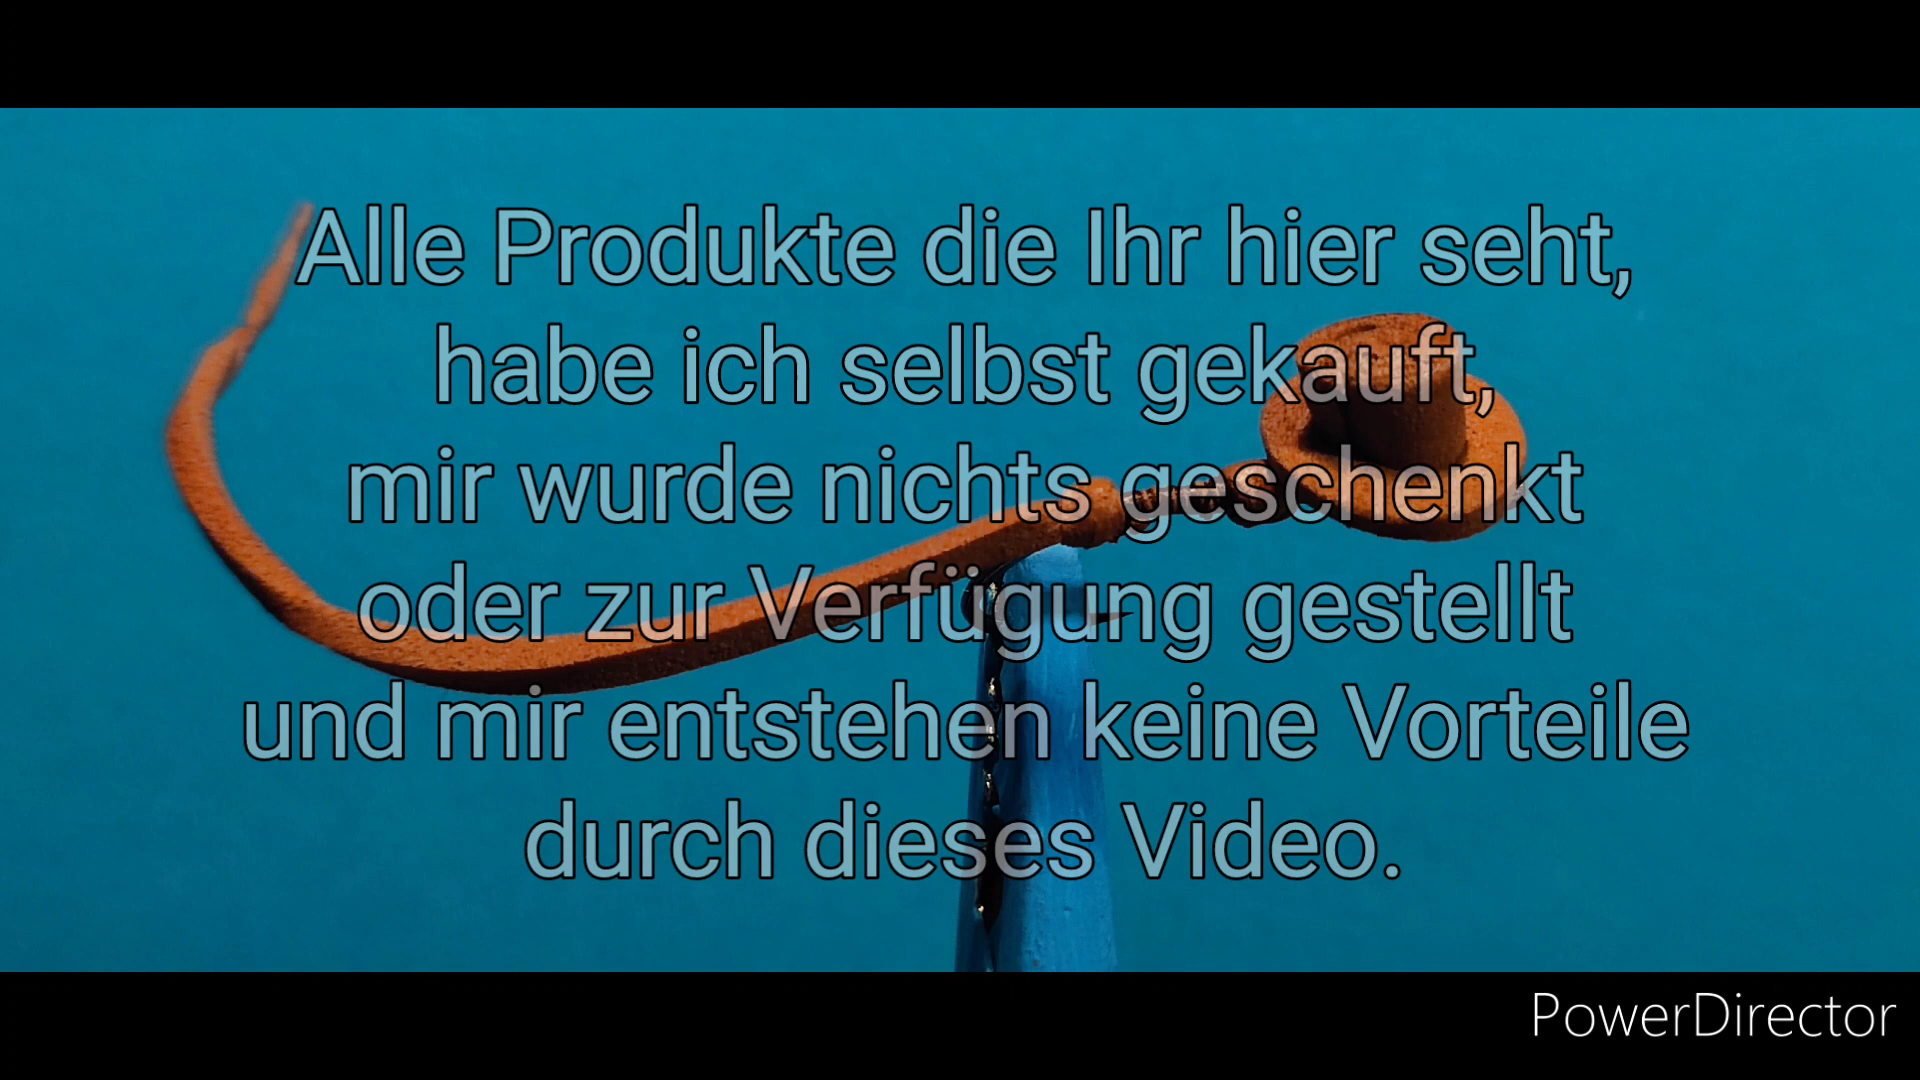 Alle Produkte die Ihr hier seht,
habe ich selbst gekauft,
mir wurde nichts geschenkt
oder zur Verfügung gestellt
und mir entstehen keine Vorteile
durch dieses Video.
PowerDirector